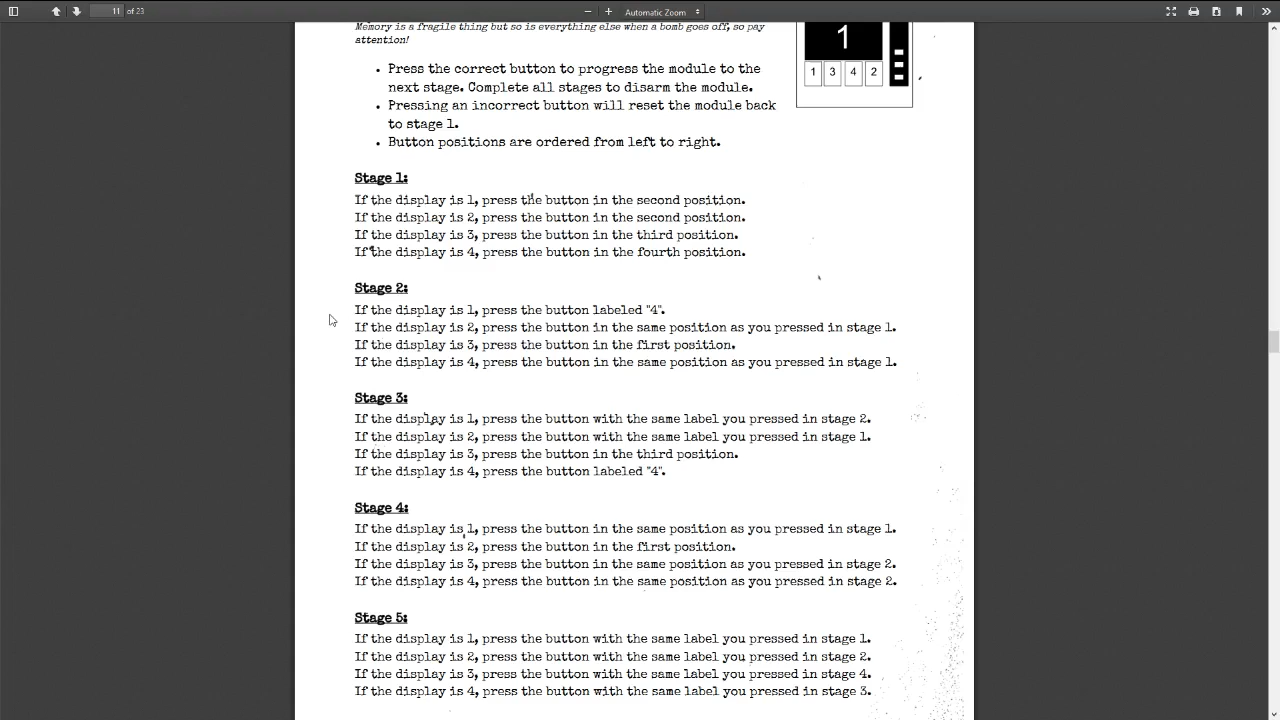 11 of 23
Automatic Zoom
Memory is a fragile thing but so is everything else when a bomb goes off, so pay
attention!
1
1 3 4 2
• Press the correct button to progress the module to the
next stage. Complete all stages to disarm the module.
• Pressing an incorrect button will reset the module back
to stage 1.
• Button positions are ordered from left to right.
Stage 1:
If the display is 1, press the button in the second position.
If the display is 2, press the button in the second position.
If the display is 3, press the button in the third position.
If the display is 4, press the button in the fourth position.
Stage 2:
If the display is 1, press the button labeled "4".
If the display is 2, press the button in the same position as you pressed in stage 1.
If the display is 3, press the button in the first position.
If the display is 4, press the button in the same position as you pressed in stage 1.
Stage 3:
If the display is 1, press the button with the same label you pressed in stage 2.
If the display is 2, press the button with the same label you pressed in stage 1.
If the display is 3, press the button in the third position.
If the display is 4, press the button labeled "4".
Stage 4:
If the display is 1, press the button in the same position as you pressed in stage 1.
If the display is 2, press the button in the first position.
If the display is 3, press the button in the same position as you pressed in stage 2.
If the display is 4, press the button in the same position as you pressed in stage 2.
Stage 5:
If the display is 1, press the button with the same label you pressed in stage 1.
If the display is 2, press the button with the same label you pressed in stage 2.
If the display is 3, press the button with the same label you pressed in stage 4.
If the display is 4, press the button with the same label you pressed in stage 3.